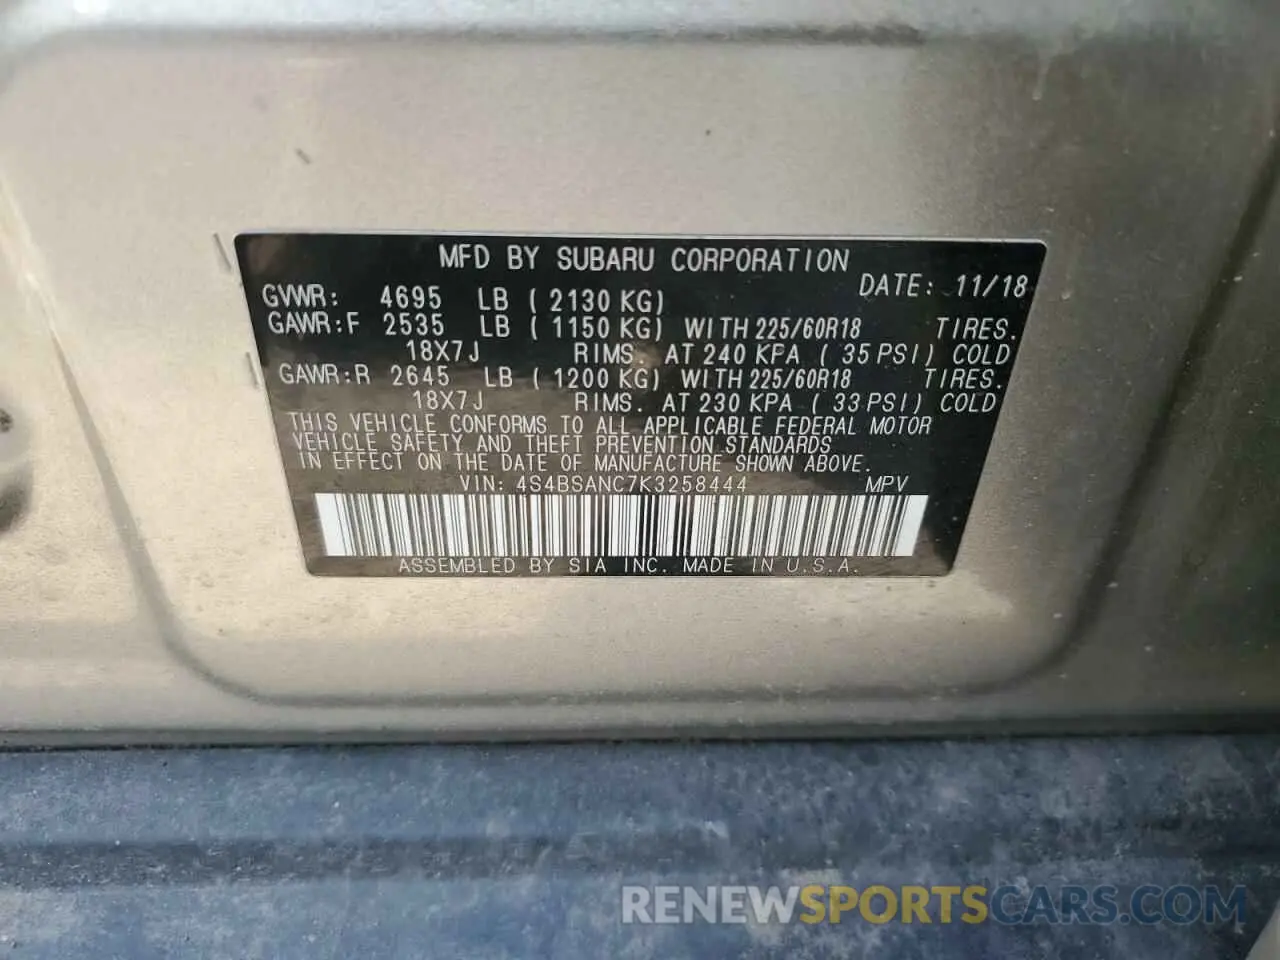 MFD BY SUBARU CORPORATION
DATE: 11/18
GVWR: 4695 LB ( 2130 KG)
GAWR:F 2535 LB ( 1150 KG) WITH 225/60R18 TIRES.
18X7J RIMS. AT 240 KPA ( 35 PSI) COLD
GAWR:R 2645 LB ( 1200 KG) WITH 225/60R18 TIRES.
18X7J RIMS. AT 230 KPA ( 33 PSI) COLD
THIS VEHICLE CONFORMS TO ALL APPLICABLE FEDERAL MOTOR
VEHICLE SAFETY AND THEFT PREVENTION STANDARDS
IN EFFECT ON THE DATE OF MANUFACTURE SHOWN ABOVE.
VIN: 4S4BSANC7K3258444 MPV
ASSEMBLED BY SIA INC. MADE IN U.S.A.
RENEWSPORTSCARS.COM